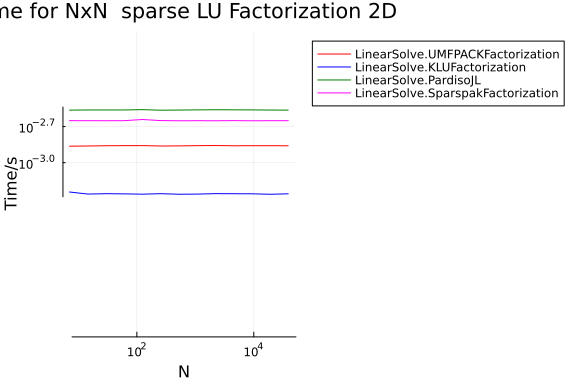 me for NxN sparse LU Factorization 2D
LinearSolve.UMFPACKFactorization
LinearSolve.KLUFactorization
LinearSolve.PardisoJL
LinearSolve.SparspakFactorization
10^-2.7
10^-3.0
Time/s
10^2
10^4
N